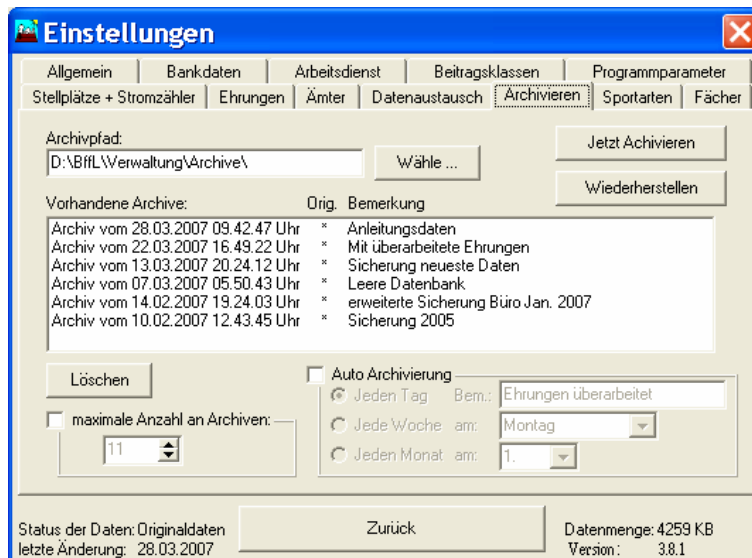 Einstellungen
Allgemein Bankdaten Arbeitsdienst Beitragsklassen Programmparameter
Stellplätze + Stromzähler Ehrungen Ämter Datenaustausch Archivieren Sportarten Fächer
Archivpfad:
D:\BffL\Verwaltung\Archive\ Wähle ... Jetzt Achivieren
Wiederherstellen
Vorhandene Archive: Orig. Bemerkung
Archiv vom 28.03.2007 09.42.47 Uhr * Anleitungsdaten
Archiv vom 22.03.2007 16.49.22 Uhr * Mit überarbeitete Ehrungen
Archiv vom 13.03.2007 20.24.12 Uhr * Sicherung neueste Daten
Archiv vom 07.03.2007 05.50.43 Uhr * Leere Datenbank
Archiv vom 14.02.2007 19.24.03 Uhr * erweiterte Sicherung Büro Jan. 2007
Archiv vom 10.02.2007 12.43.45 Uhr * Sicherung 2005
Löschen
maximale Anzahl an Archiven:
11
Auto Archivierung
Jeden Tag Bem.: Ehrungen überarbeitet
Jede Woche am: Montag
Jeden Monat am: 1.
Status der Daten: Originaldaten
letzte Änderung: 28.03.2007
Zurück
Datenmenge: 4259 KB
Version: 3.8.1